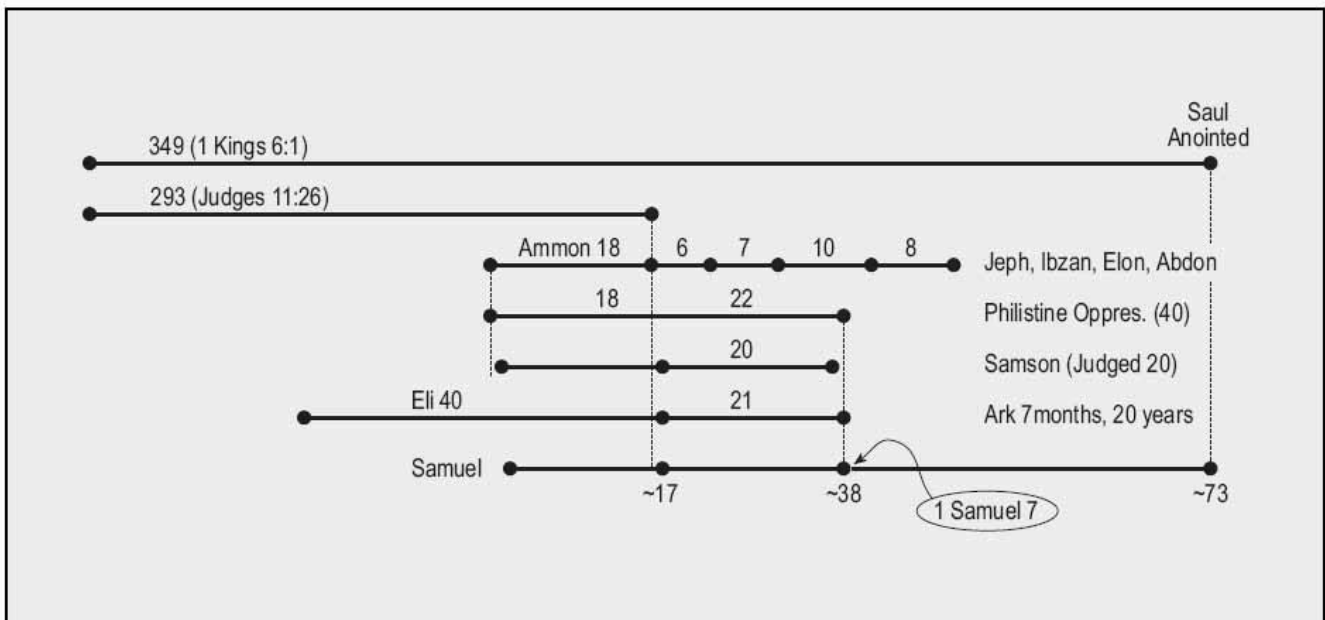 Saul
Anointed
349 (1 Kings 6:1)
293 (Judges 11:26)
Ammon 18 6 7 10 8 Jeph, Ibzan, Elon, Abdon
18 22 Philistine Oppres. (40)
20 Samson (Judged 20)
Eli 40 21 Ark 7months, 20 years
Samuel
~17 ~38 ~73
1 Samuel 7